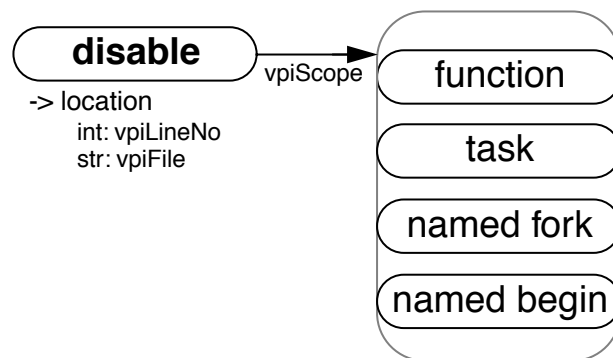 disable
vpiScope
-> location
int: vpiLineNo
str: vpiFile
function
task
named fork
named begin